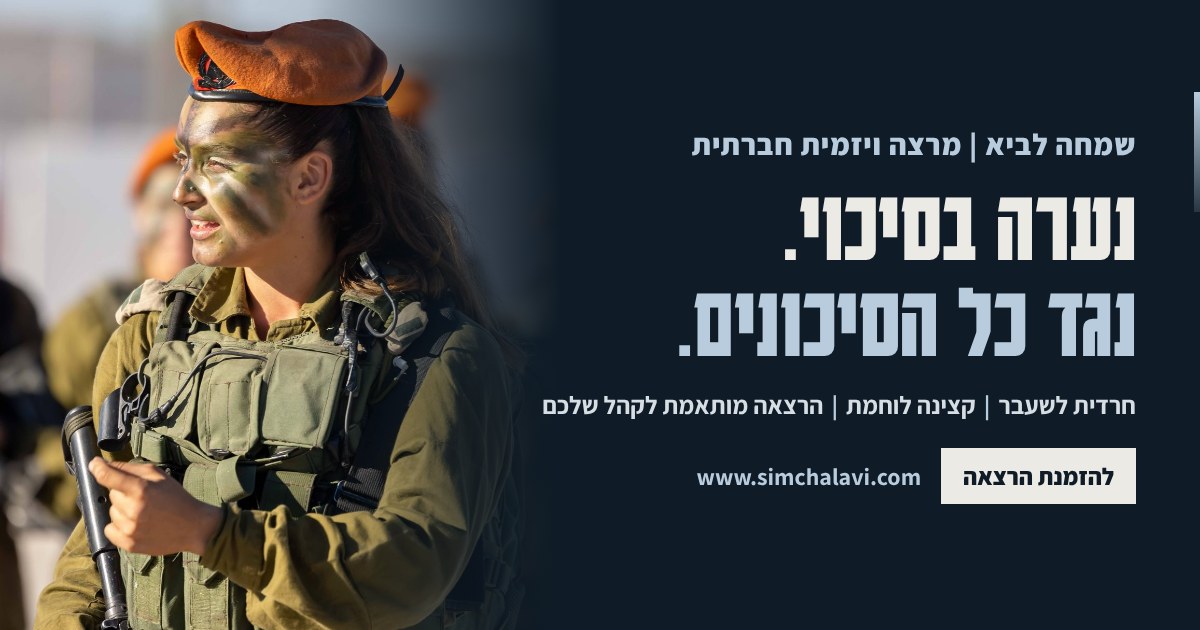 שמחה לביא | מרצה ויזמית חברתית
נערה בסיכוי.
נגד כל הסיכונים.
חרדית לשעבר | קצינה לוחמת | הרצאה מותאמת לקהל שלכם
להזמנת הרצאה
www.simchalavi.com